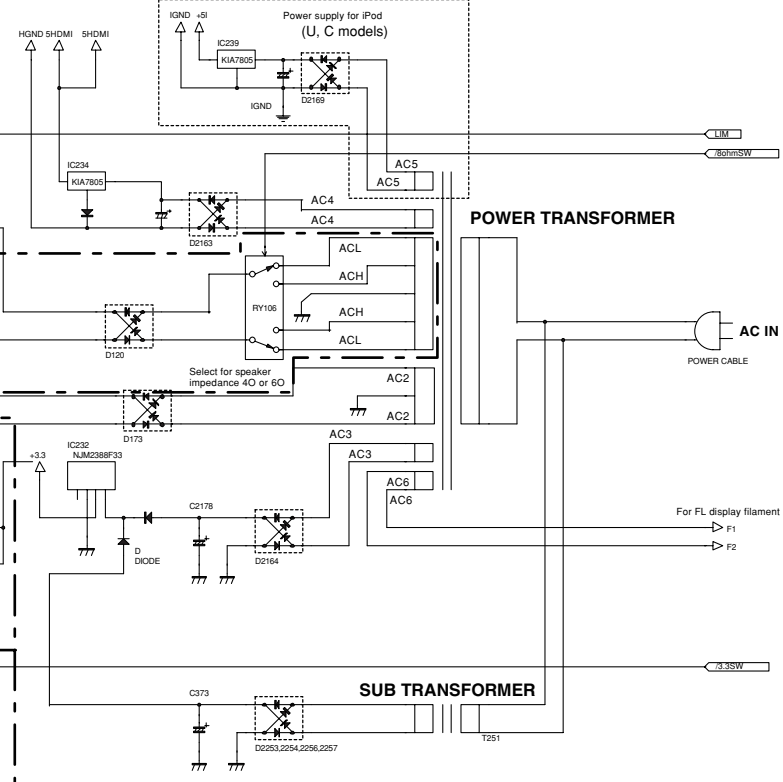 IGND +5I
Power supply for iPod
(U, C models)
HGND 5HDMI 5HDMI
IC239
KIA7805
D2169
IGND
LIM
/8ohmSW
IC234
KIA7805
AC5
AC5
AC4
AC4
D2163
POWER TRANSFORMER
ACL
ACH
RY106
ACH
ACL
D120
AC IN
POWER CABLE
Select for speaker
impedance 4O or 6O
AC2
AC2
D173
AC3
AC3
IC232
NJM2388F33
+3.3
AC6
AC6
C2178
For FL display filament
F1
F2
D
DIODE
D2164
/3.3SW
C373
SUB TRANSFORMER
T251
D2253,2254,2256,2257